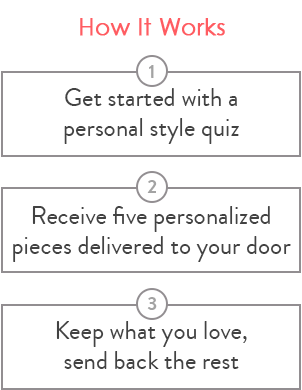 How It Works
1
Get started with a
personal style quiz
2
Receive five personalized
pieces delivered to your door
3
Keep what you love,
send back the rest